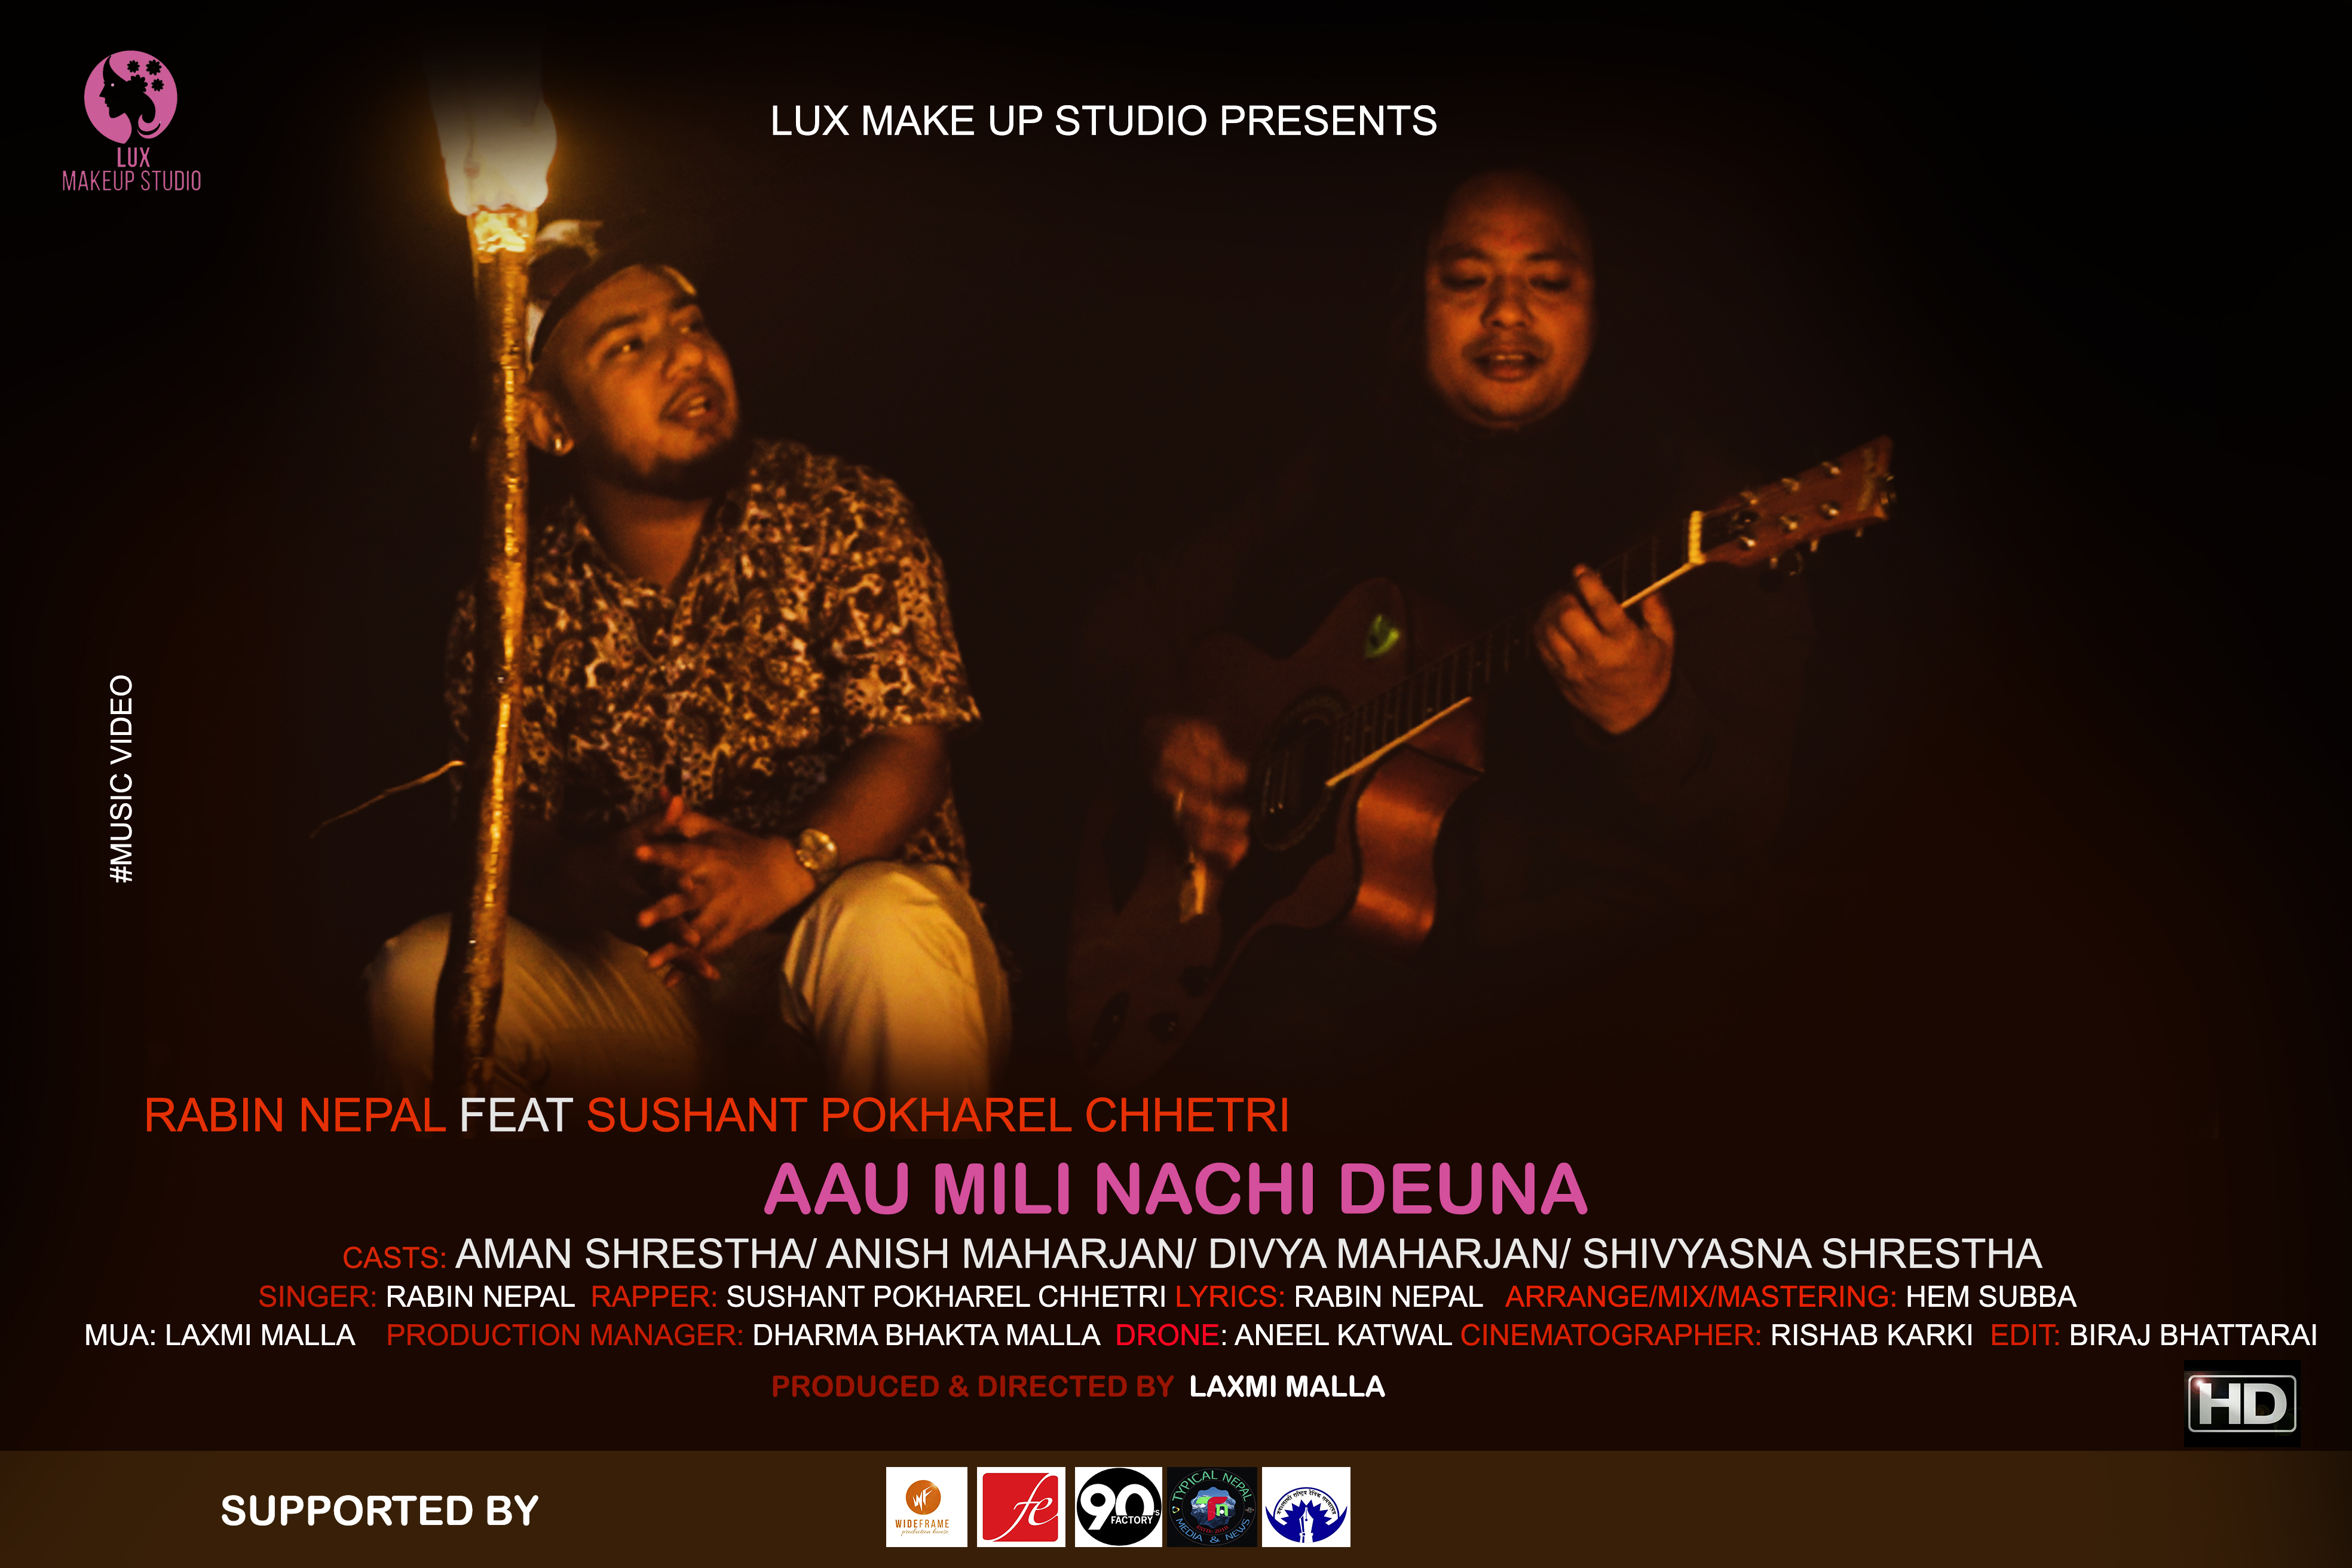 LUX
MAKEUP STUDIO
LUX MAKE UP STUDIO PRESENTS
#MUSIC VIDEO
RABIN NEPAL FEAT SUSHANT POKHAREL CHHETRI
AAU MILI NACHI DEUNA
CASTS: AMAN SHRESTHA/ ANISH MAHARJAN/ DIVYA MAHARJAN/ SHIVYASNA SHRESTHA
SINGER: RABIN NEPAL RAPPER: SUSHANT POKHAREL CHHETRI LYRICS: RABIN NEPAL ARRANGE/MIX/MASTERING: HEM SUBBA
MUA: LAXMI MALLA PRODUCTION MANAGER: DHARMA BHAKTA MALLA DRONE: ANEEL KATWAL CINEMATOGRAPHER: RISHAB KARKI EDIT: BIRAJ BHATTARAI
PRODUCED & DIRECTED BY LAXMI MALLA
HD
SUPPORTED BY
WF
WIDEFRAME
production house
fe
90's
FACTORY
TYPICAL NEPAL
MEDIA & NEWS